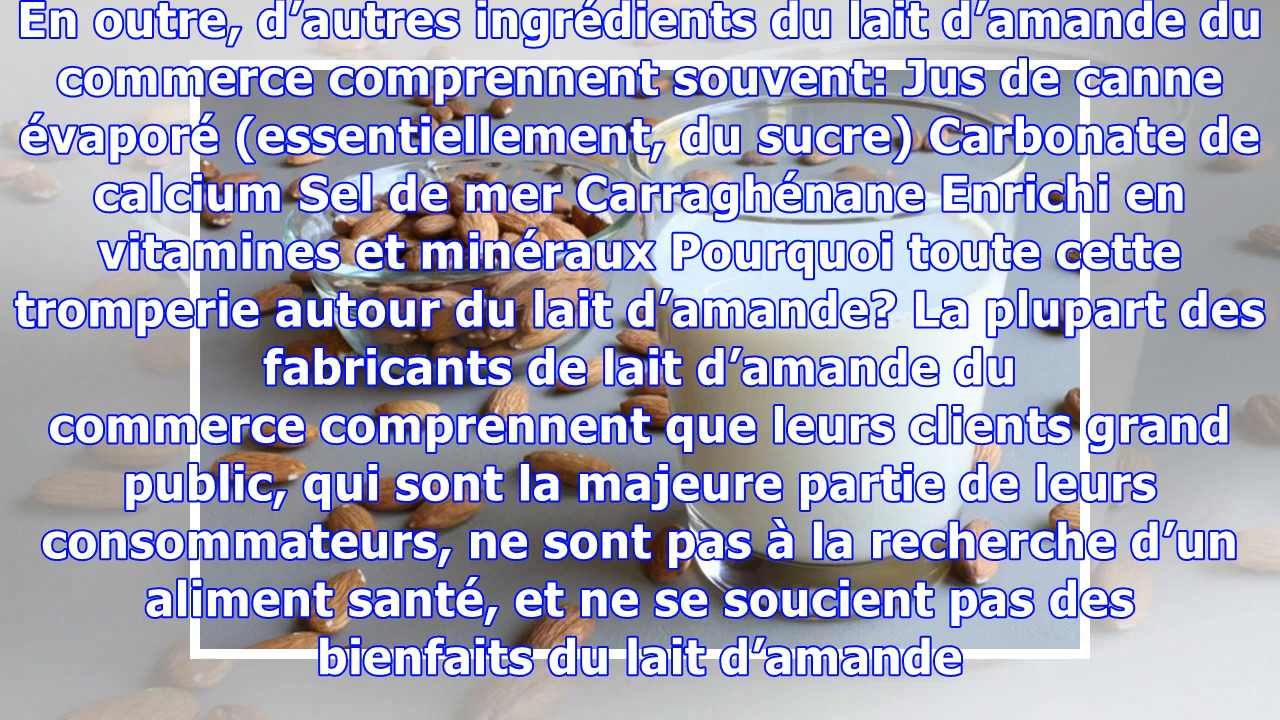 En outre, d’autres ingrédients du lait d’amande du
commerce comprennent souvent: Jus de canne
évaporé (essentiellement, du sucre) Carbonate de
calcium Sel de mer Carraghénane Enrichi en
vitamines et minéraux Pourquoi toute cette
tromperie autour du lait d’amande? La plupart des
fabricants de lait d’amande du
commerce comprennent que leurs clients grand
public, qui sont la majeure partie de leurs
consommateurs, ne sont pas à la recherche d’un
aliment santé, et ne se soucient pas des
bienfaits du lait d’amande